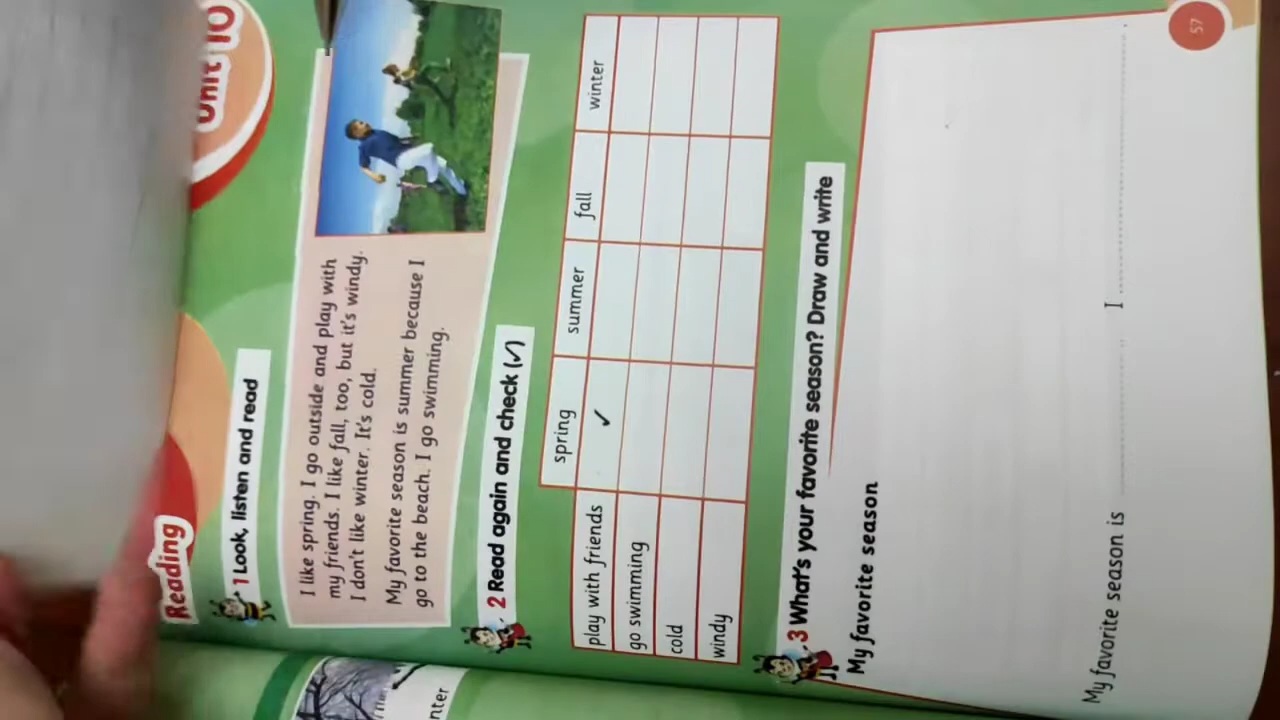 Reading
Unit 10
1 Look, listen and read
I like spring. I go outside and play with
my friends. I like fall, too, but it's windy.
I don't like winter. It's cold.
My favorite season is summer because I
go to the beach. I go swimming.
2 Read again and check (✓)
spring summer fall winter
play with friends ✓
go swimming
cold
windy
3 What's your favorite season? Draw and write
My favorite season
My favorite season is I
57